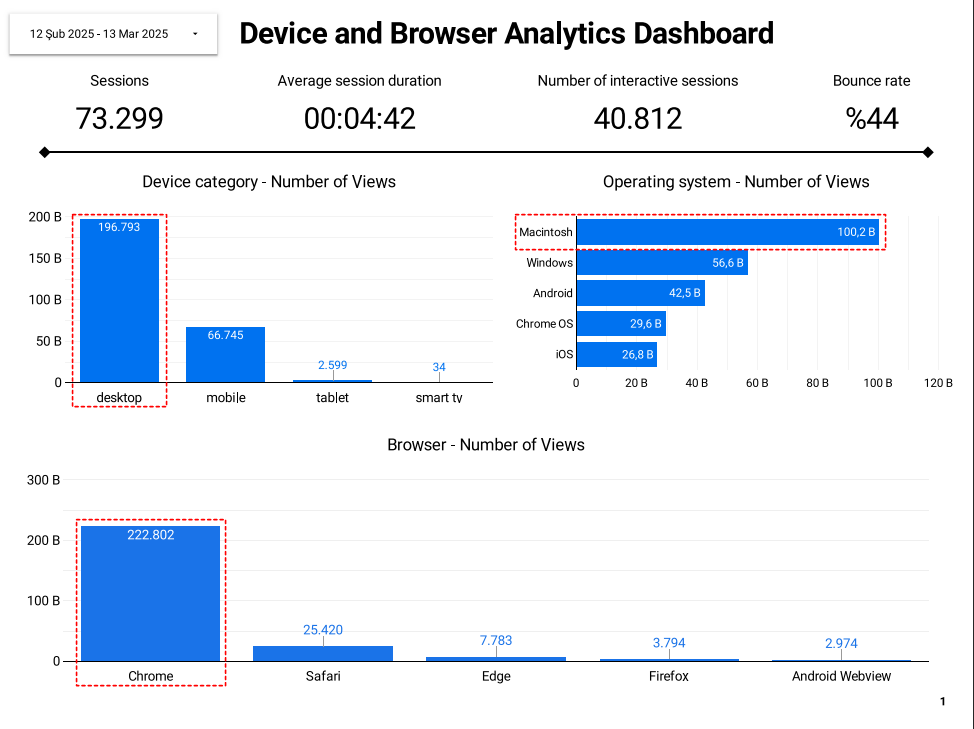 12 Şub 2025 - 13 Mar 2025
Device and Browser Analytics Dashboard
Sessions
73.299
Average session duration
00:04:42
Number of interactive sessions
40.812
Bounce rate
%44
Device category - Number of Views
200 B
150 B
100 B
50 B
0
196.793
66.745
2.599
34
desktop
mobile
tablet
smart tv
Operating system - Number of Views
Macintosh
100,2 B
Windows
56,6 B
Android
42,5 B
Chrome OS
29,6 B
iOS
26,8 B
0
20 B
40 B
60 B
80 B
100 B
120 B
Browser - Number of Views
300 B
200 B
100 B
0
222.802
25.420
7.783
3.794
2.974
Chrome
Safari
Edge
Firefox
Android Webview
1